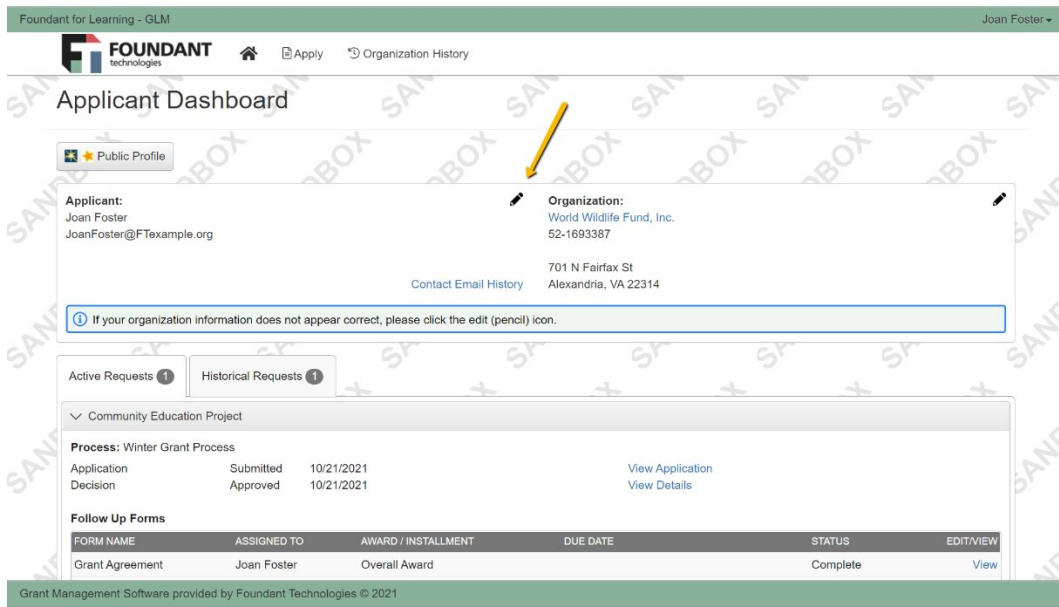 Foundant for Learning - GLM Joan Foster
FOUNDANT
technologies
Apply Organization History
Applicant Dashboard
Public Profile
Applicant:
Joan Foster
JoanFoster@FTexample.org
Contact Email History
Organization:
World Wildlife Fund, Inc.
52-1693387
701 N Fairfax St
Alexandria, VA 22314
If your organization information does not appear correct, please click the edit (pencil) icon.
Active Requests 1 Historical Requests 1
Community Education Project
Process: Winter Grant Process
Application Submitted 10/21/2021 View Application
Decision Approved 10/21/2021 View Details
Follow Up Forms
FORM NAME ASSIGNED TO AWARD / INSTALLMENT DUE DATE STATUS EDIT/VIEW
Grant Agreement Joan Foster Overall Award Complete View
Grant Management Software provided by Foundant Technologies © 2021
SANDBOX